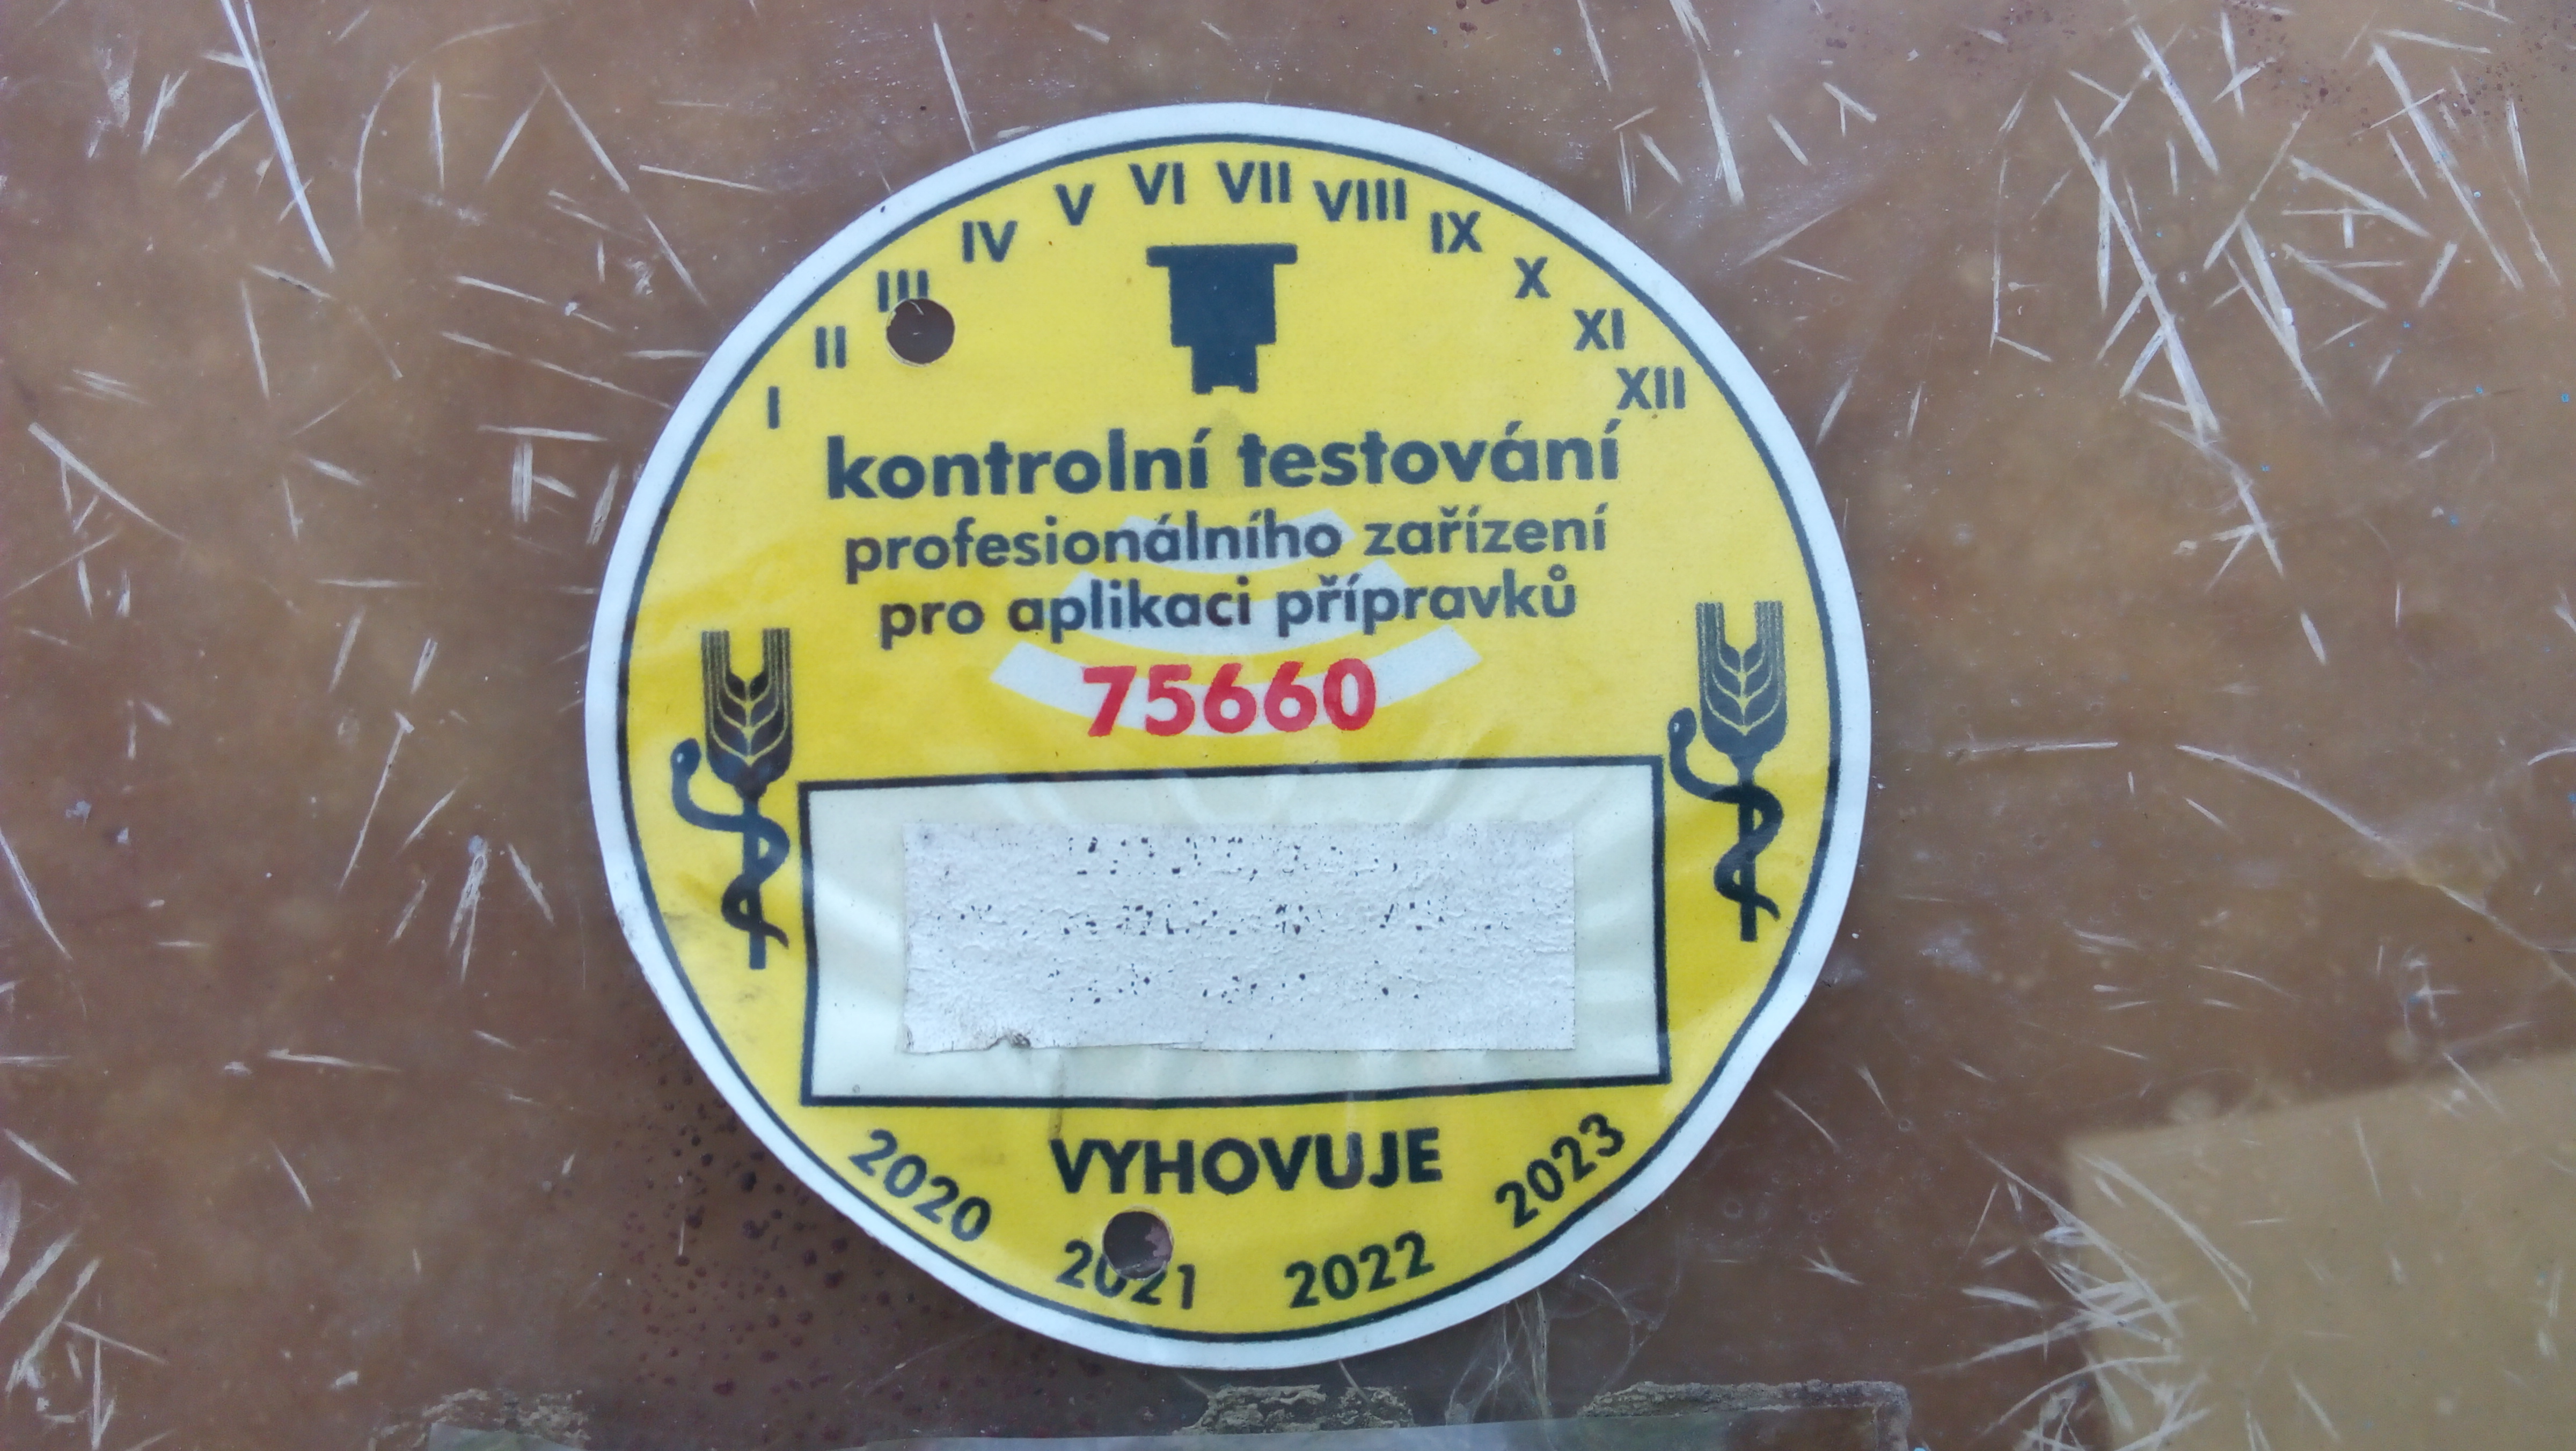 I II III IV V VI VII VIII IX X XI XII
kontrolní testování
profesionálního zařízení
pro aplikaci přípravků
75660
VYHOVUJE
2020 2021 2022 2023